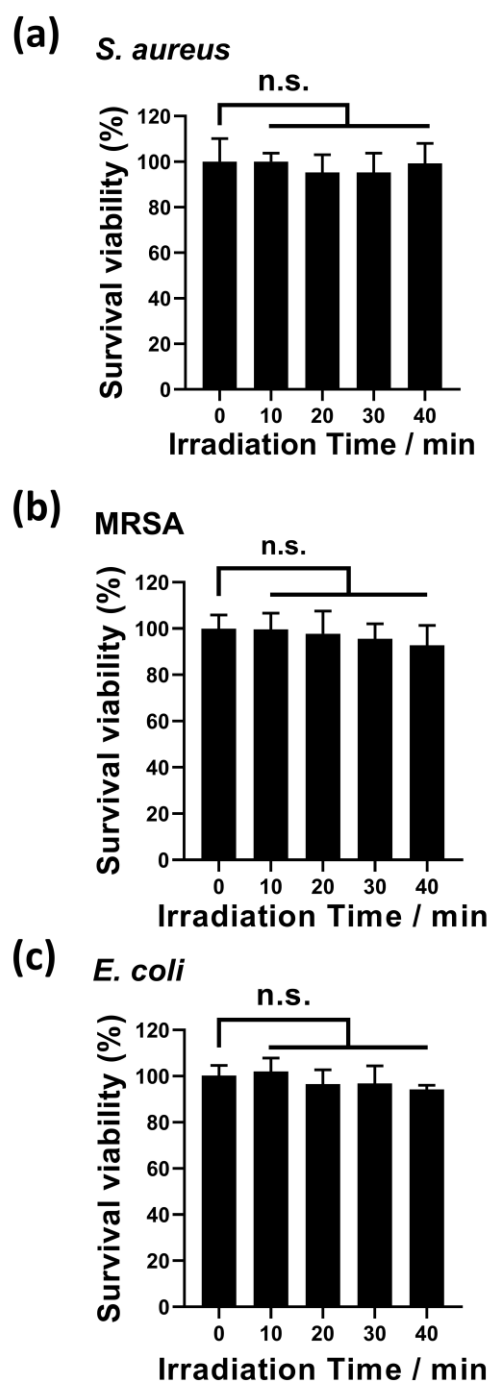 (a)
S. aureus
n.s.
Survival viability (%)
120
100
80
60
40
20
0
0 10 20 30 40
Irradiation Time / min
(b)
MRSA
n.s.
Survival viability (%)
120
100
80
60
40
20
0
0 10 20 30 40
Irradiation Time / min
(c)
E. coli
n.s.
Survival viability (%)
120
100
80
60
40
20
0
0 10 20 30 40
Irradiation Time / min